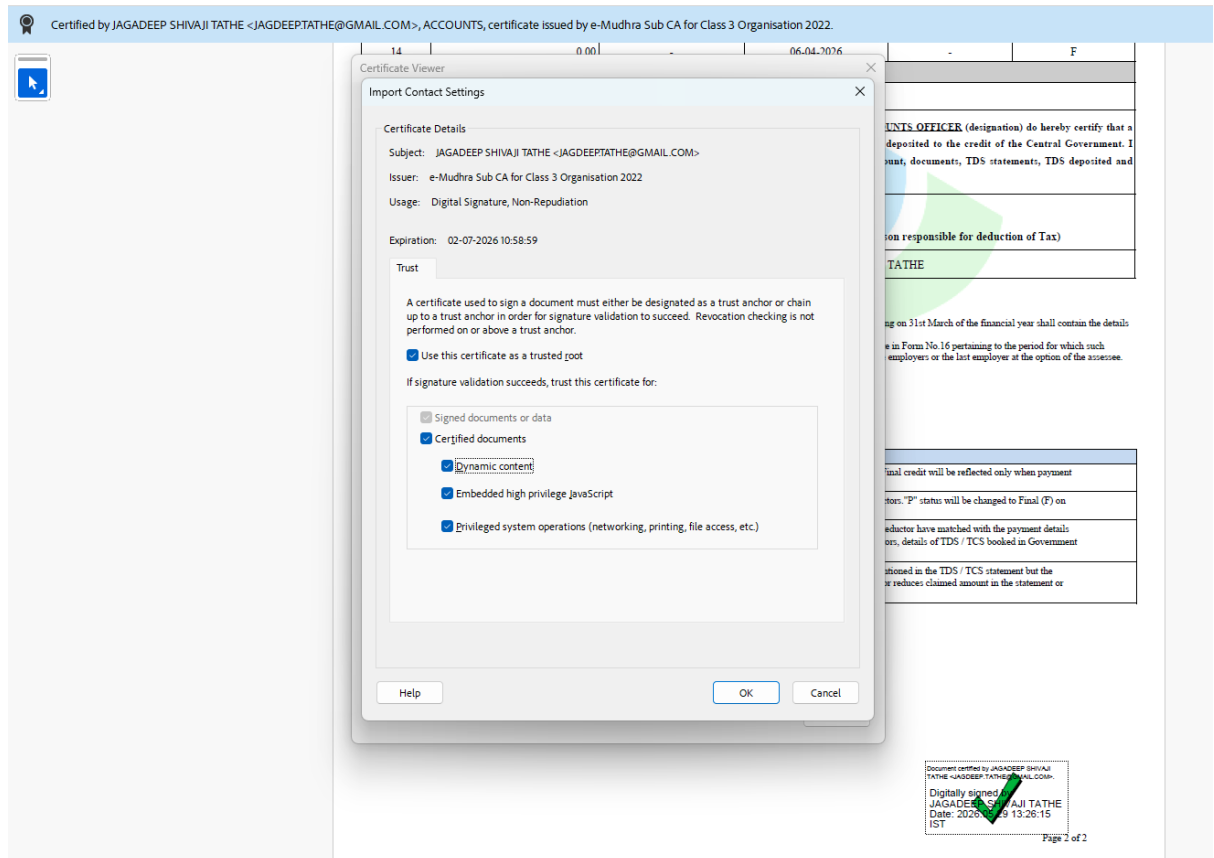 Certified by JAGADEEP SHIVAJI TATHE <JAGDEEP.TATHE@GMAIL.COM>, ACCOUNTS, certificate issued by e-Mudhra Sub CA for Class 3 Organisation 2022.
14 0.00 - 06-04-2026 - F
Certificate Viewer
Import Contact Settings
Certificate Details
Subject: JAGADEEP SHIVAJI TATHE <JAGDEEP.TATHE@GMAIL.COM>
Issuer: e-Mudhra Sub CA for Class 3 Organisation 2022
Usage: Digital Signature, Non-Repudiation
Expiration: 02-07-2026 10:58:59
Trust
A certificate used to sign a document must either be designated as a trust anchor or chain
up to a trust anchor in order for signature validation to succeed. Revocation checking is not
performed on or above a trust anchor.
Use this certificate as a trusted root
If signature validation succeeds, trust this certificate for:
Signed documents or data
Certified documents
Dynamic content
Embedded high privilege JavaScript
Privileged system operations (networking, printing, file access, etc.)
Help
OK
Cancel
OFFICER (designation) do hereby certify that a
deposited to the credit of the Central Government. I
documents, TDS statements, TDS deposited and
responsible for deduction of Tax)
TATHE
on 31st March of the financial year shall contain the details
in Form No.16 pertaining to the period for which such
employers or the last employer at the option of the assessee.
credit will be reflected only when payment
"P" status will be changed to Final (F) on
have matched with the payment details
details of TDS / TCS booked in Government
in the TDS / TCS statement but the
reduces claimed amount in the statement or
Document certified by JAGADEEP SHIVAJI
TATHE <JAGDEEP.TATHE@GMAIL.COM>.
Digitally signed by
JAGADEEP SHIVAJI TATHE
Date: 2026 29 13:26:15
IST
Page 2 of 2